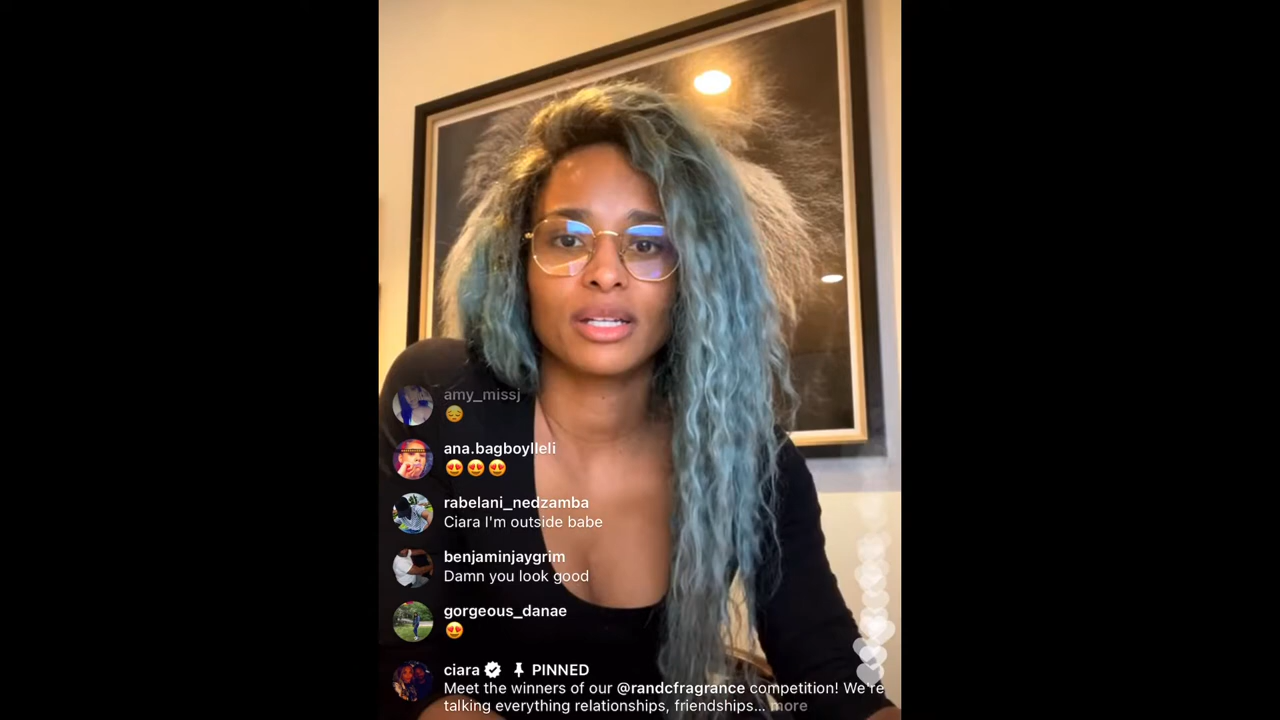 amy_missj
😔
ana.bagboylleli
😍😍😍
rabelani_nedzamba
Ciara I'm outside babe
benjaminjaygrim
Damn you look good
gorgeous_danae
😍
ciara PINNED
Meet the winners of our @randcfragrance competition! We're
talking everything relationships, friendships... more